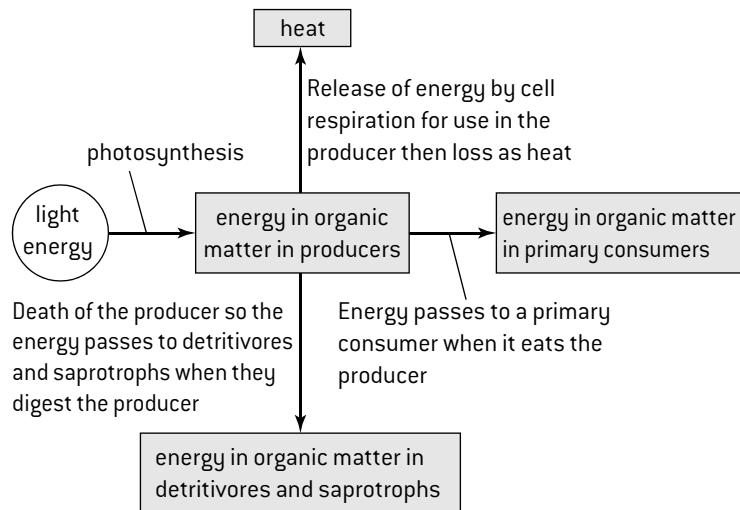 heat
Release of energy by cell
respiration for use in the
producer then loss as heat
photosynthesis
light
energy
energy in organic
matter in producers
energy in organic matter
in primary consumers
Death of the producer so the
energy passes to detritivores
and saprotrophs when they
digest the producer
Energy passes to a primary
consumer when it eats the
producer
energy in organic matter in
detritivores and saprotrophs